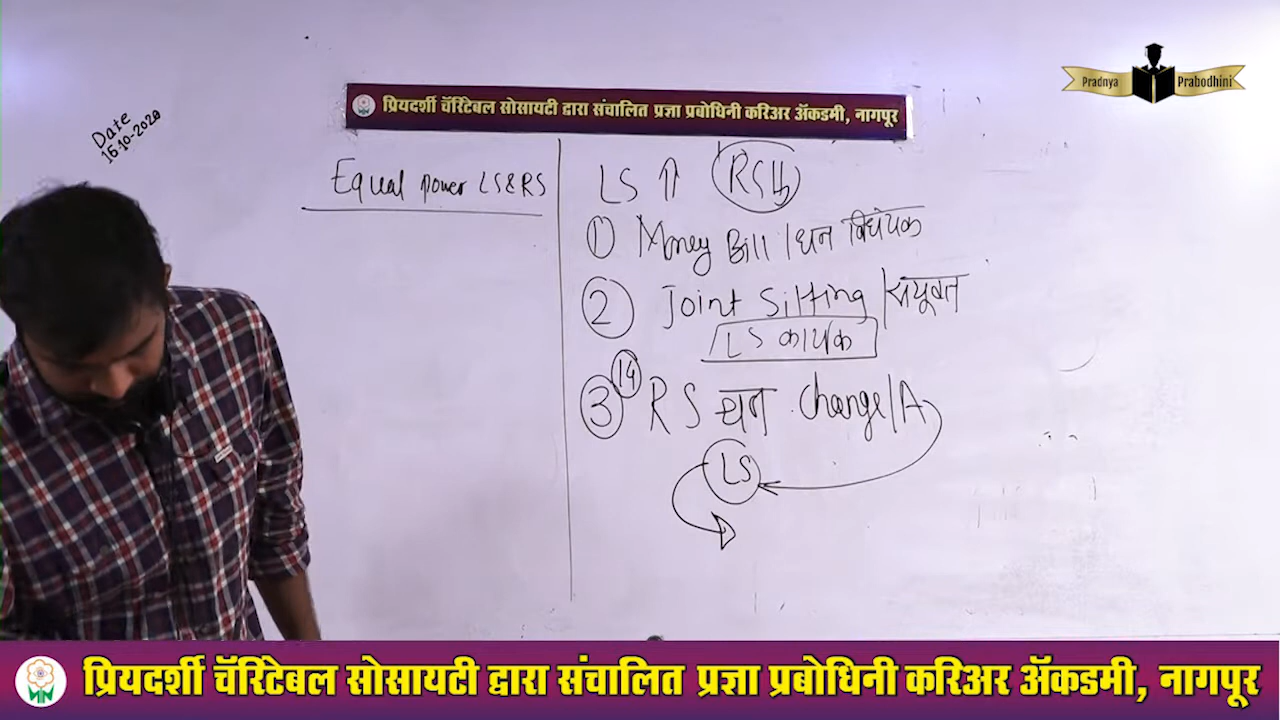 Pradnya Prabodhini
प्रियदर्शी चॅरिटेबल सोसायटी द्वारा संचालित प्रज्ञा प्रबोधिनी करिअर ॲकडमी, नागपूर
Date
16-10-2020
Equal power LS & RS
LS ↑ RS ↓
① Money Bill / धन विधेयक
② Joint Sitting / संयूक्त
LS कार्यक
③ 14 RS धन change / A
LS
प्रियदर्शी चॅरिटेबल सोसायटी द्वारा संचालित प्रज्ञा प्रबोधिनी करिअर ॲकडमी, नागपूर